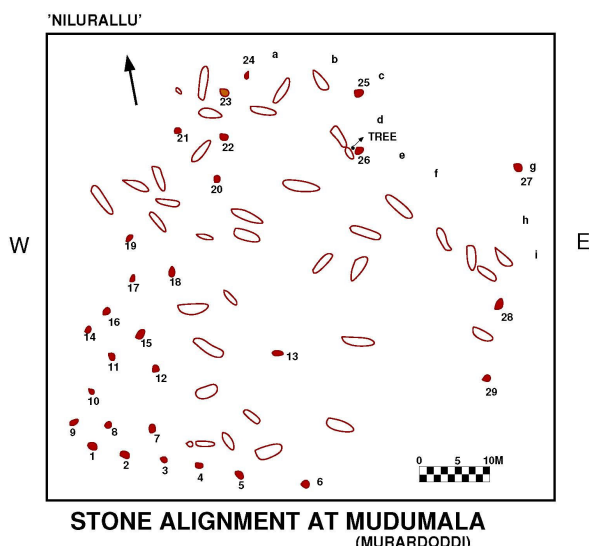 'NILURALLU'
24 a b
25 c
23
d
TREE
21 22 26 e
20 f g
27
h
W 19 E
i
17 18
16 28
14 15
11 13
12
10 29
9 8 7
1 2 3 4 5 6
0 5 10M
STONE ALIGNMENT AT MUDUMALA
(MURARDODDI)